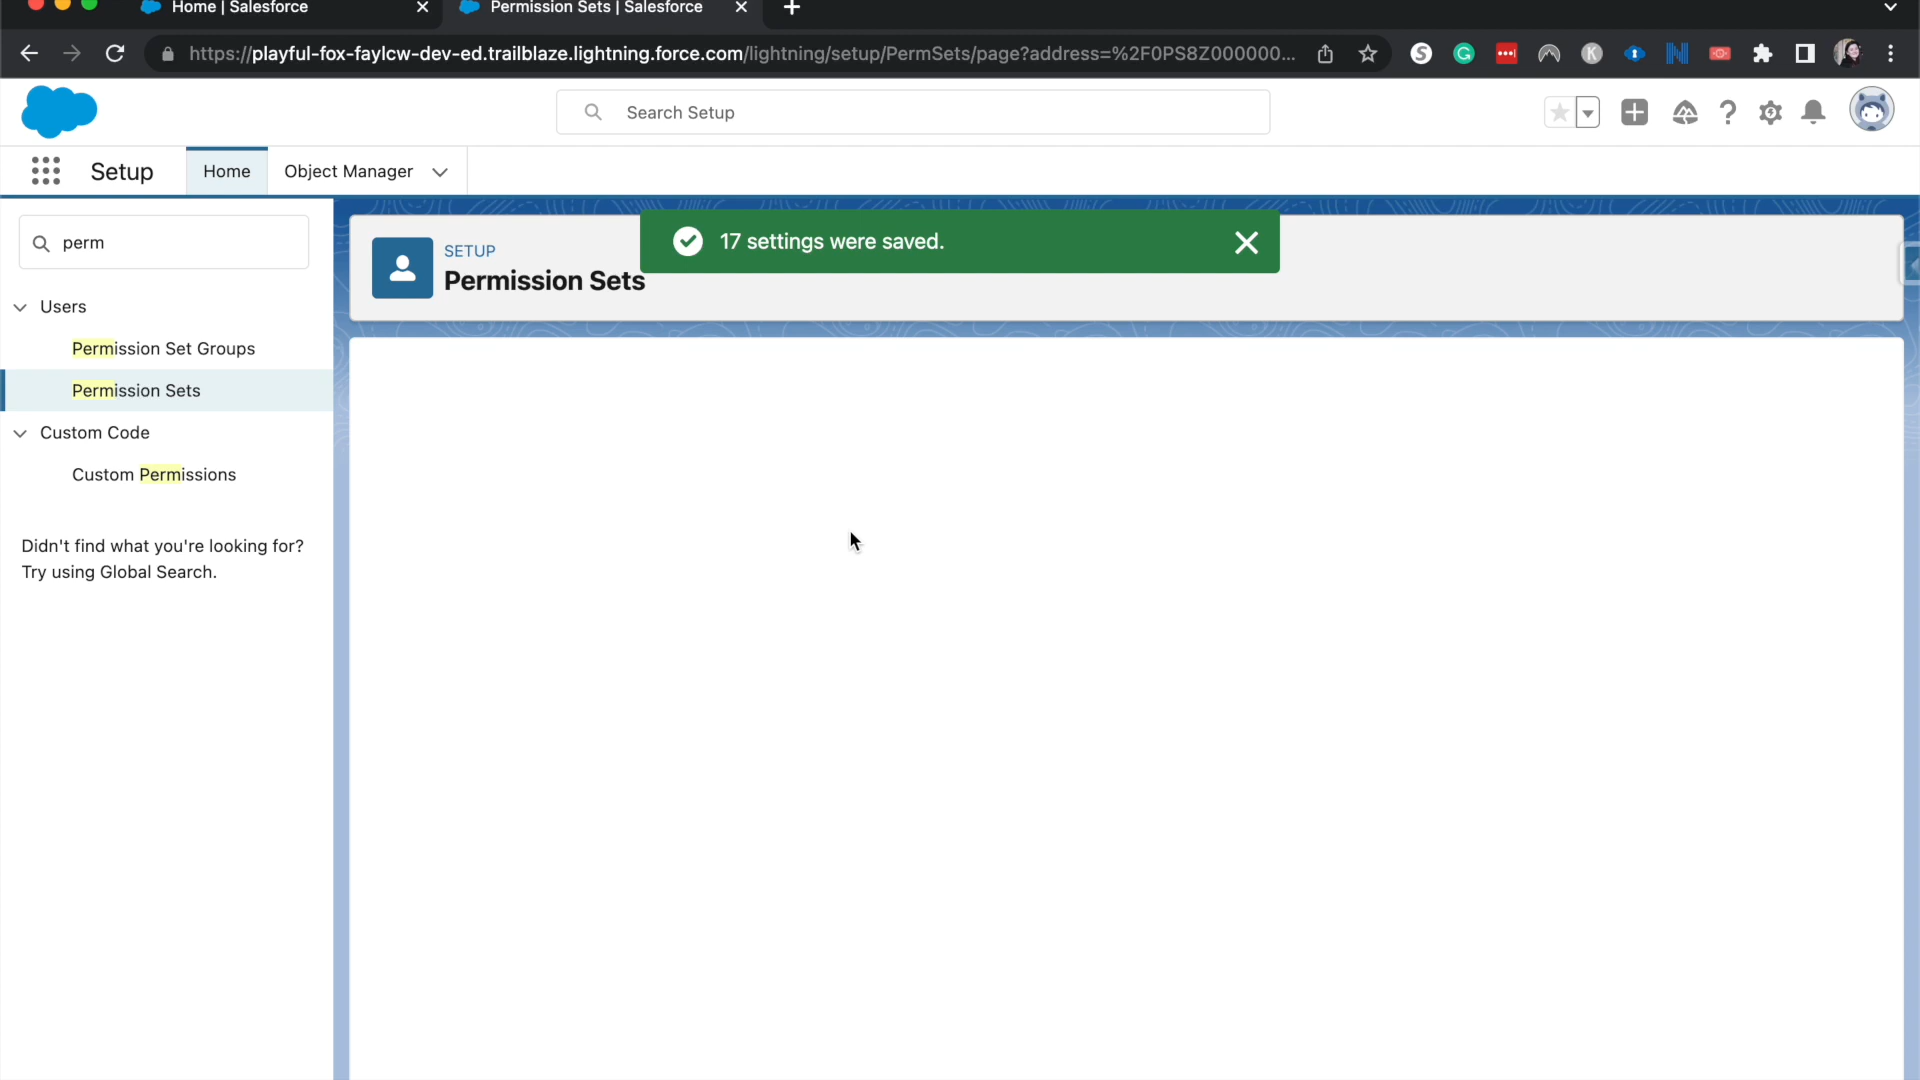 Home | Salesforce
Permission Sets | Salesforce
https://playful-fox-faylcw-dev-ed.trailblaze.lightning.force.com/lightning/setup/PermSets/page?address=%2F0PS8Z000000...
Search Setup
Setup
Home
Object Manager
perm
SETUP
Permission Sets
17 settings were saved.
Users
Permission Set Groups
Permission Sets
Custom Code
Custom Permissions
Didn't find what you're looking for?
Try using Global Search.